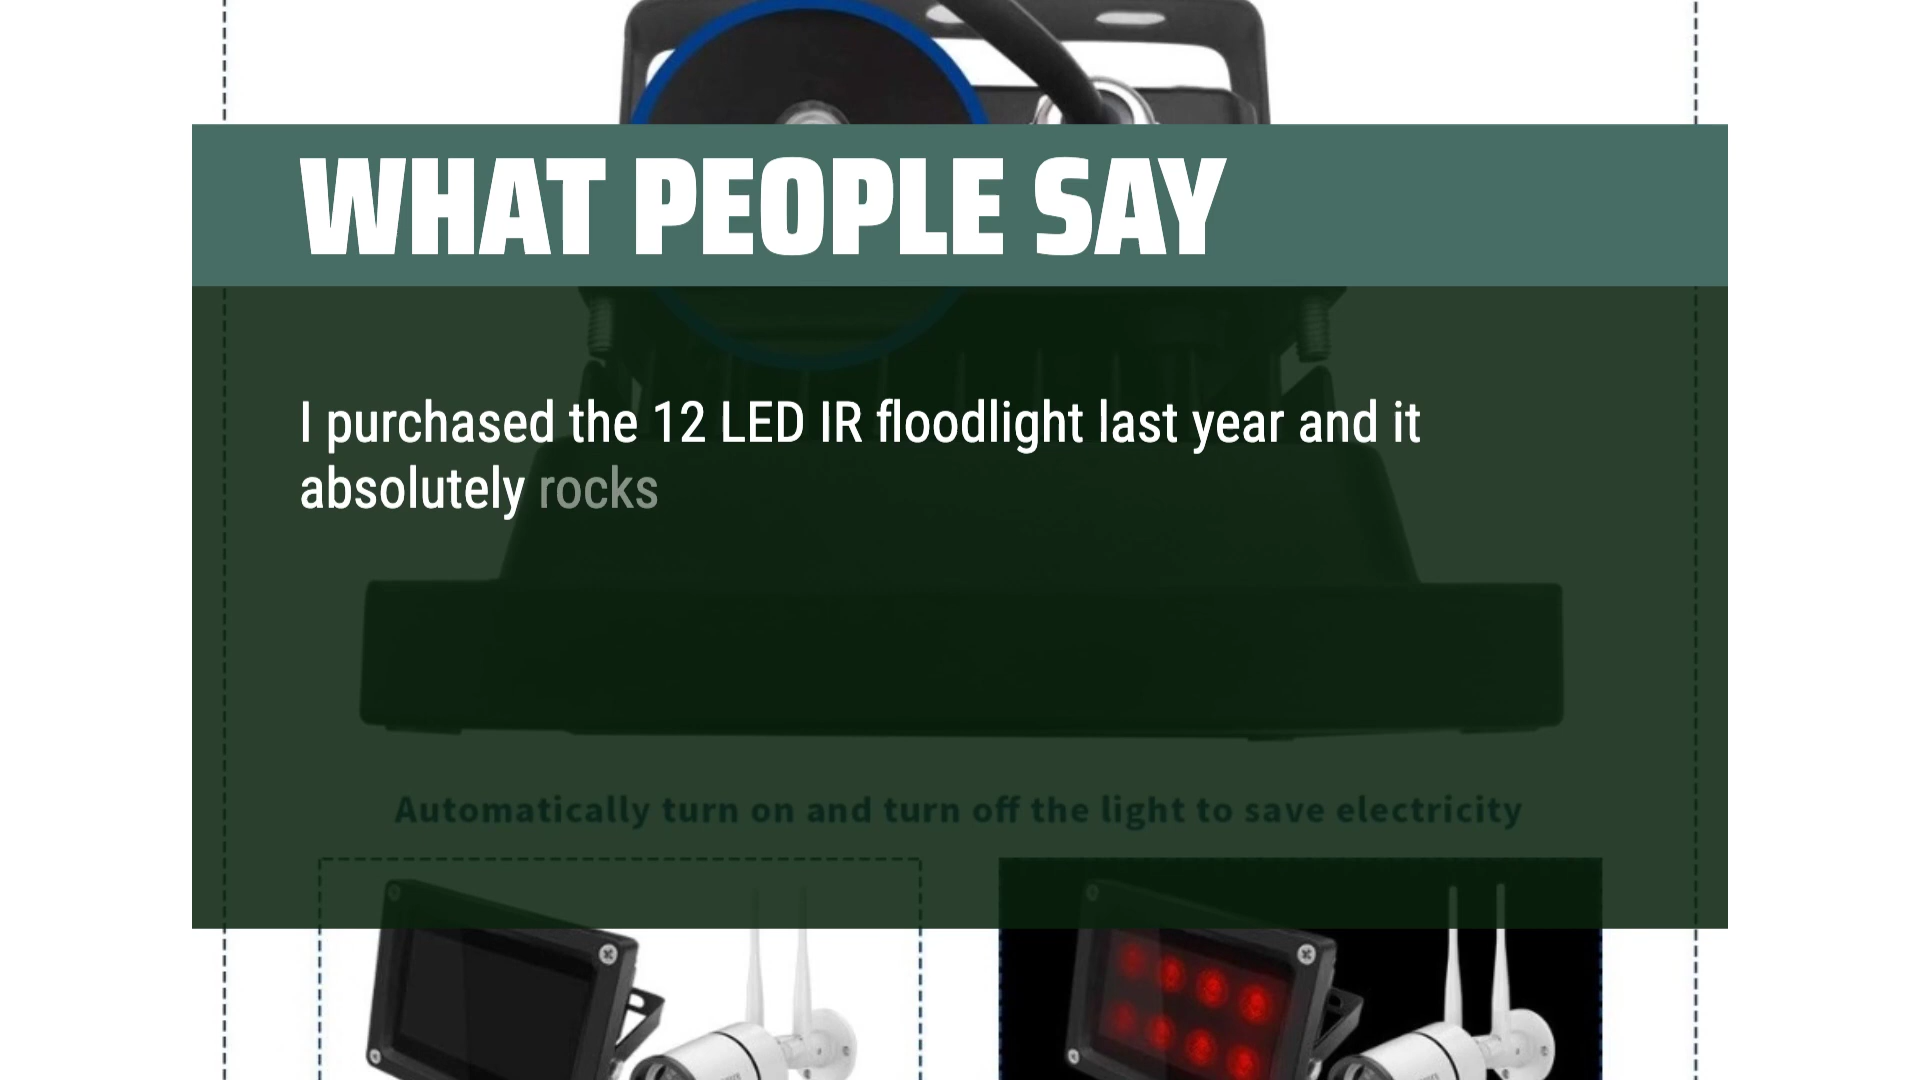 WHAT PEOPLE SAY
I purchased the 12 LED IR floodlight last year and it
absolutely rocks
Automatically turn on and turn off the light to save electricity